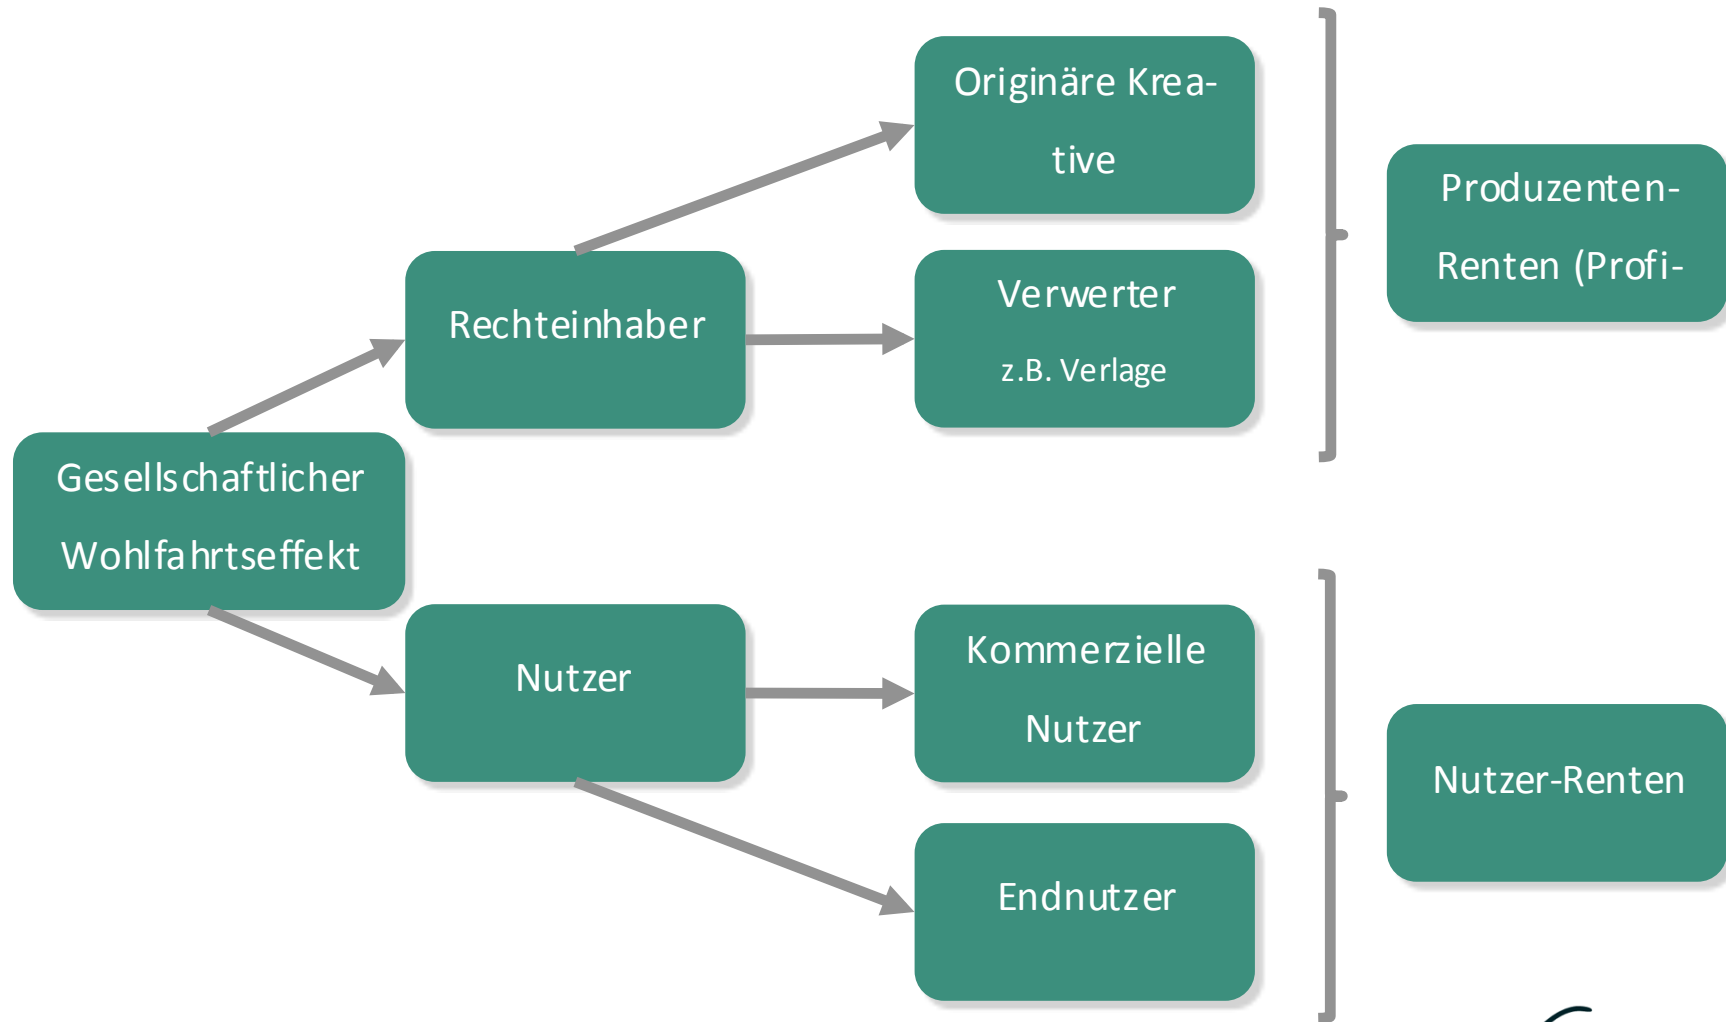 Originäre Krea-
tive
Produzenten-
Renten (Profi-
Rechteinhaber
Verwerter
z.B. Verlage
Gesellschaftlicher
Wohlfahrtseffekt
Nutzer
Kommerzielle
Nutzer
Nutzer-Renten
Endnutzer